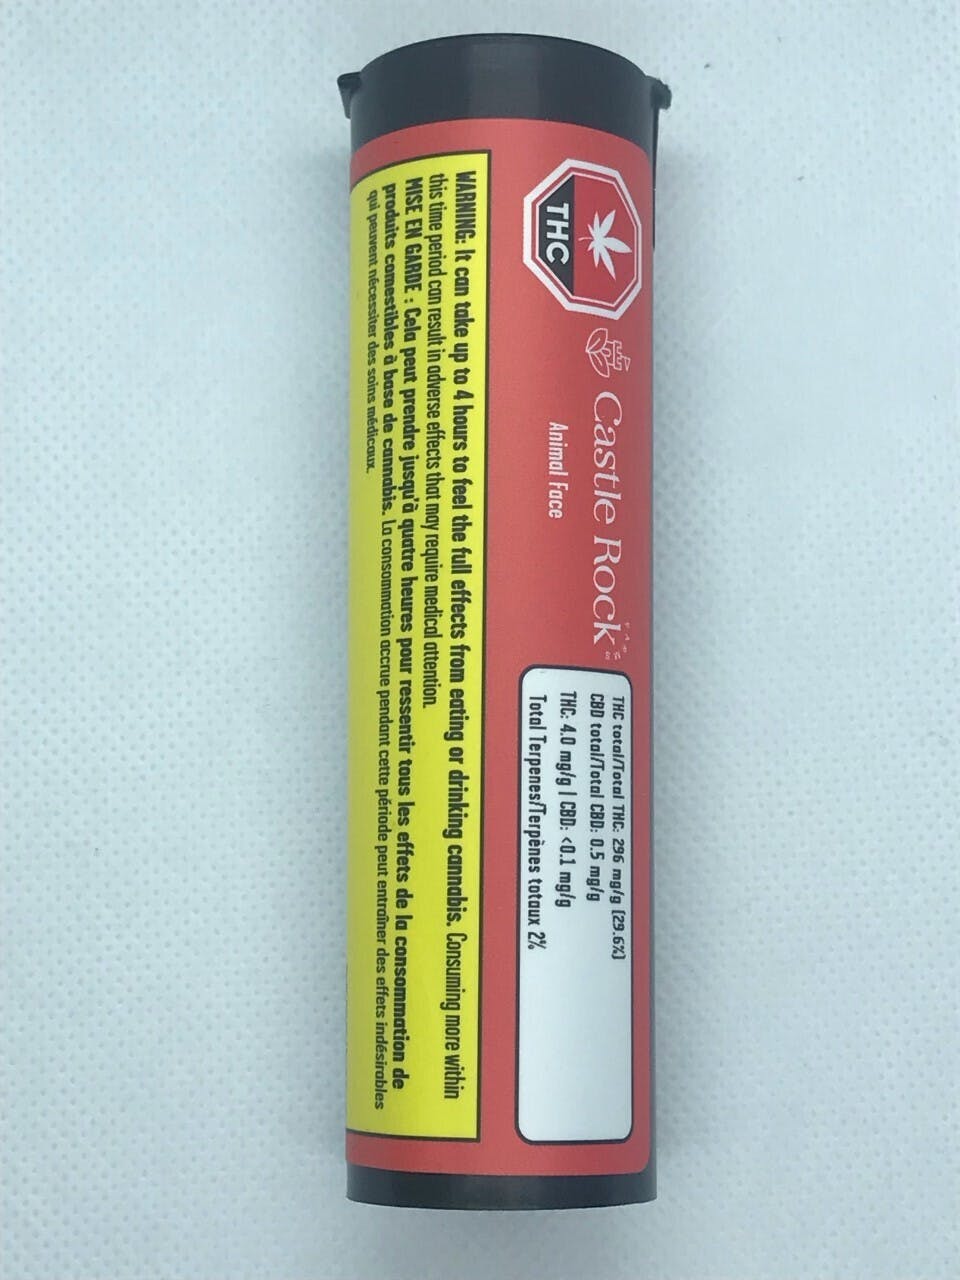 THC
Castle Rock
Animal Face
THC total/Total THC: 296 mg/g (29.6%)
CBD total/Total CBD: 0.5 mg/g
THC: 4.0 mg/g | CBD: <0.1 mg/g
Total Terpenes/Terpènes totaux 2%
WARNING: It can take up to 4 hours to feel the full effects from eating or drinking cannabis. Consuming more within
this time period can result in adverse effects that may require medical attention.
MISE EN GARDE : Cela peut prendre jusqu'à quatre heures pour ressentir tous les effets de la consommation de
produits comestibles à base de cannabis. La consommation accrue pendant cette période peut entraîner des effets indésirables
qui peuvent nécessiter des soins médicaux.